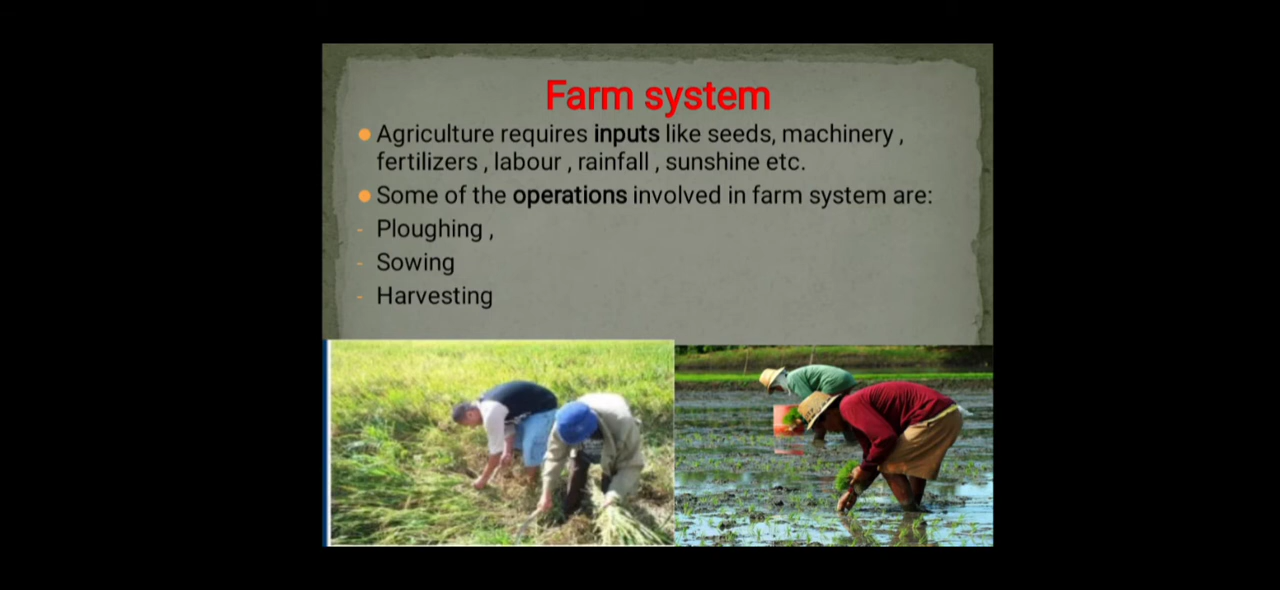 Farm system
Agriculture requires inputs like seeds, machinery ,
fertilizers , labour , rainfall , sunshine etc.
Some of the operations involved in farm system are:
- Ploughing ,
- Sowing
- Harvesting